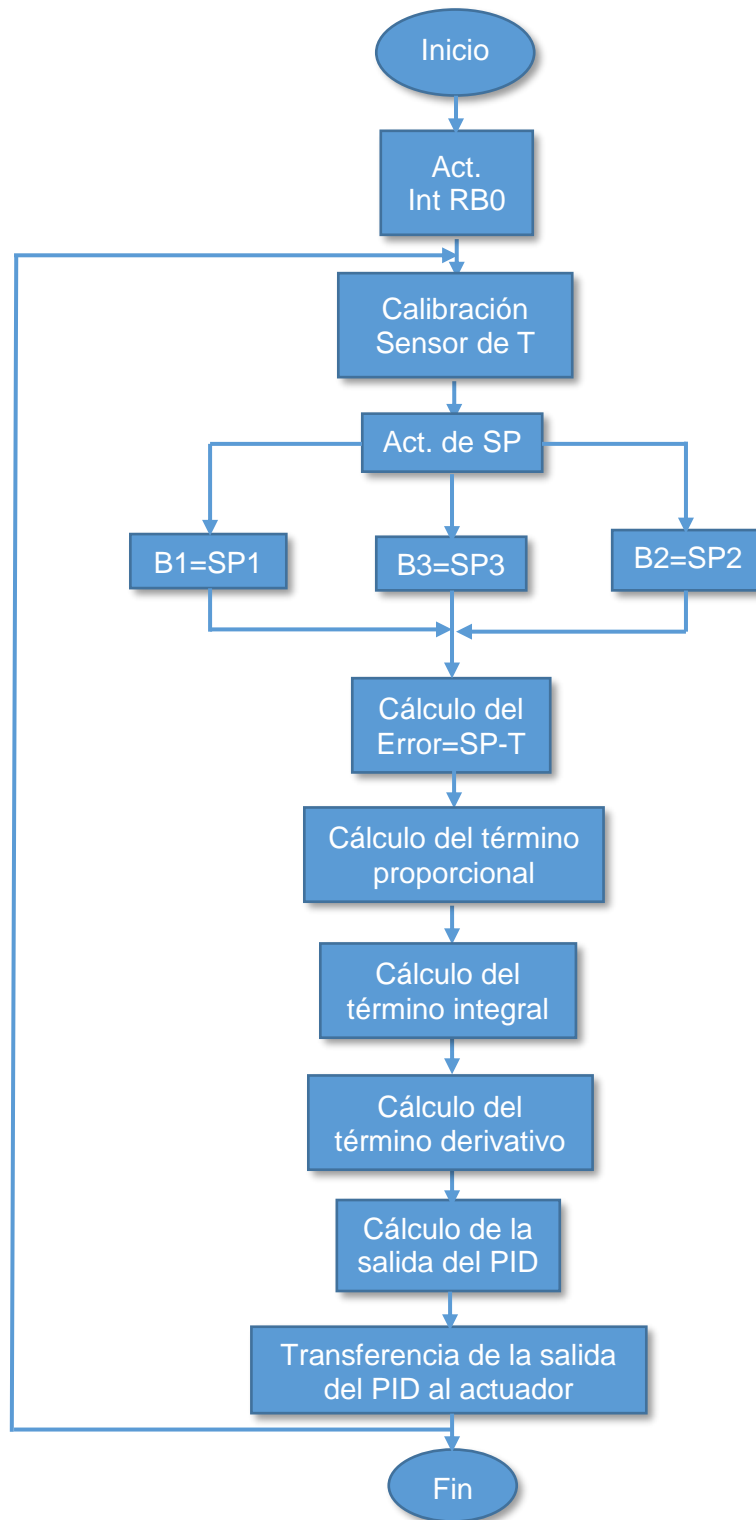 Inicio
Act.
Int RB0
Calibración
Sensor de T
Act. de SP
B1=SP1
B3=SP3
B2=SP2
Cálculo del
Error=SP-T
Cálculo del término
proporcional
Cálculo del
término integral
Cálculo del
término derivativo
Cálculo de la
salida del PID
Transferencia de la salida
del PID al actuador
Fin